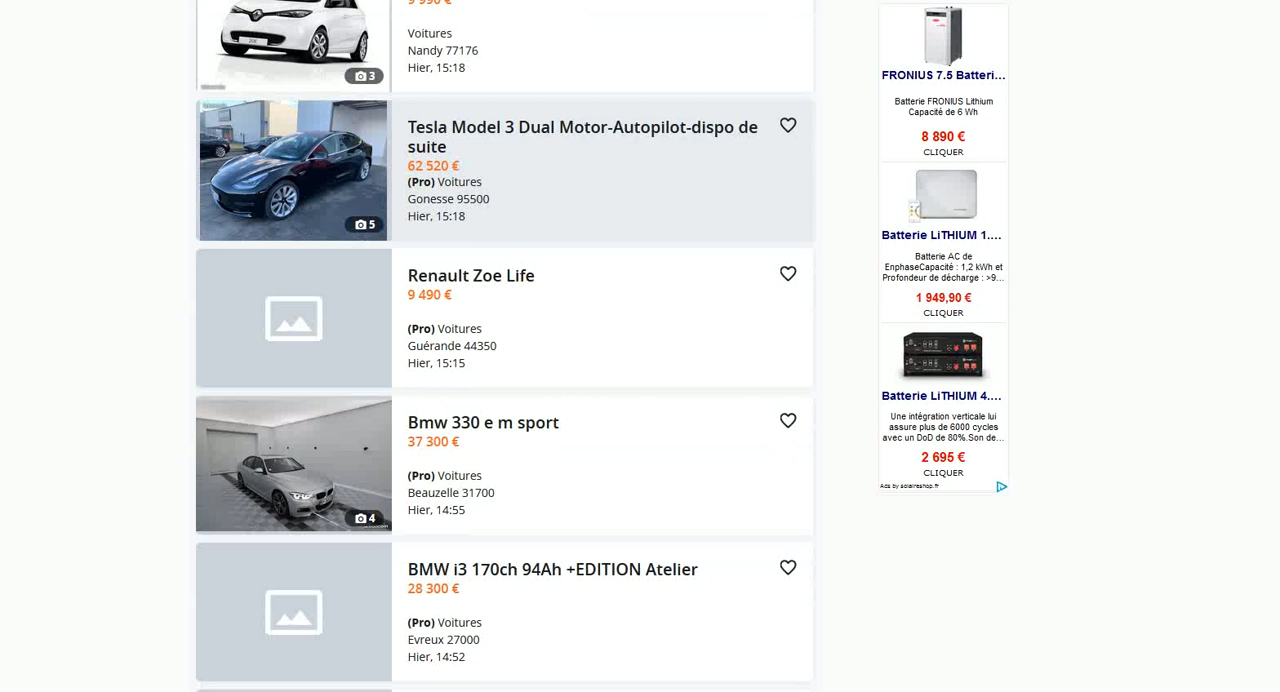 9 990 €
Voitures
Nandy 77176
Hier, 15:18
3
Tesla Model 3 Dual Motor-Autopilot-dispo de
suite
62 520 €
(Pro) Voitures
Gonesse 95500
Hier, 15:18
5
Renault Zoe Life
9 490 €
(Pro) Voitures
Guérande 44350
Hier, 15:15
Bmw 330 e m sport
37 300 €
(Pro) Voitures
Beauzelle 31700
Hier, 14:55
4
BMW i3 170ch 94Ah +EDITION Atelier
28 300 €
(Pro) Voitures
Evreux 27000
Hier, 14:52
FRONIUS 7.5 Batteri...
Batterie FRONIUS Lithium
Capacité de 6 Wh
8 890 €
CLIQUER
Batterie LiTHIUM 1....
Batterie AC de
EnphaseCapacité : 1,2 kWh et
Profondeur de décharge : >9...
1 949,90 €
CLIQUER
Batterie LiTHIUM 4....
Une intégration verticale lui
assure plus de 6000 cycles
avec un DoD de 80%.Son de...
2 695 €
CLIQUER
Ads by solaireshop.fr